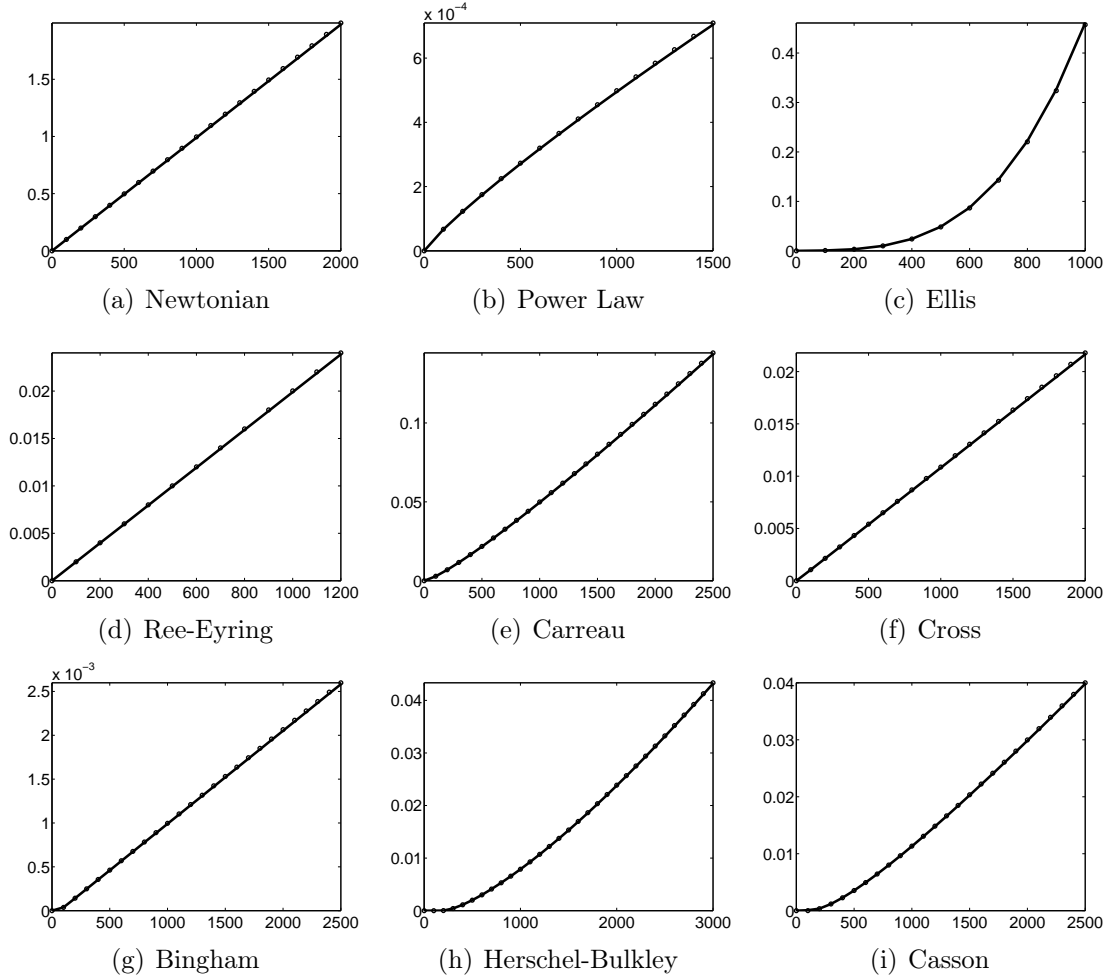 1.5
1
0.5
0
0 500 1000 1500 2000
(a) Newtonian
x 10⁻⁴
6
4
2
0
0 500 1000 1500
(b) Power Law
0.4
0.3
0.2
0.1
0
0 200 400 600 800 1000
(c) Ellis
0.02
0.015
0.01
0.005
0
0 200 400 600 800 1000 1200
(d) Ree-Eyring
0.1
0.05
0
0 500 1000 1500 2000 2500
(e) Carreau
0.02
0.015
0.01
0.005
0
0 500 1000 1500 2000
(f) Cross
x 10⁻³
2.5
2
1.5
1
0.5
0
0 500 1000 1500 2000 2500
(g) Bingham
0.04
0.03
0.02
0.01
0
0 1000 2000 3000
(h) Herschel-Bulkley
0.04
0.03
0.02
0.01
0
0 500 1000 1500 2000 2500
(i) Casson